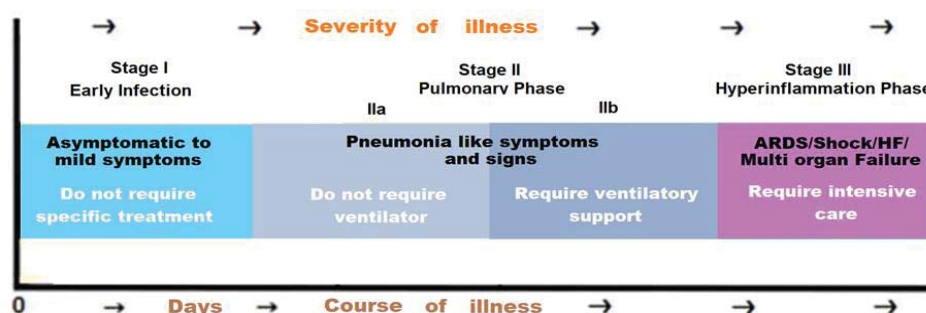 → → Severity of illness → → →
Stage I
Early Infection
Stage II
Pulmonarv Phase
Stage III
Hyperinflammation Phase
IIa
IIb
Asymptomatic to
mild symptoms
Do not require
specific treatment
Pneumonia like symptoms
and signs
Do not require
ventilator
Require ventilatory
support
ARDS/Shock/HF/
Multi organ Failure
Require intensive
care
0 → Days → Course of illness → → →